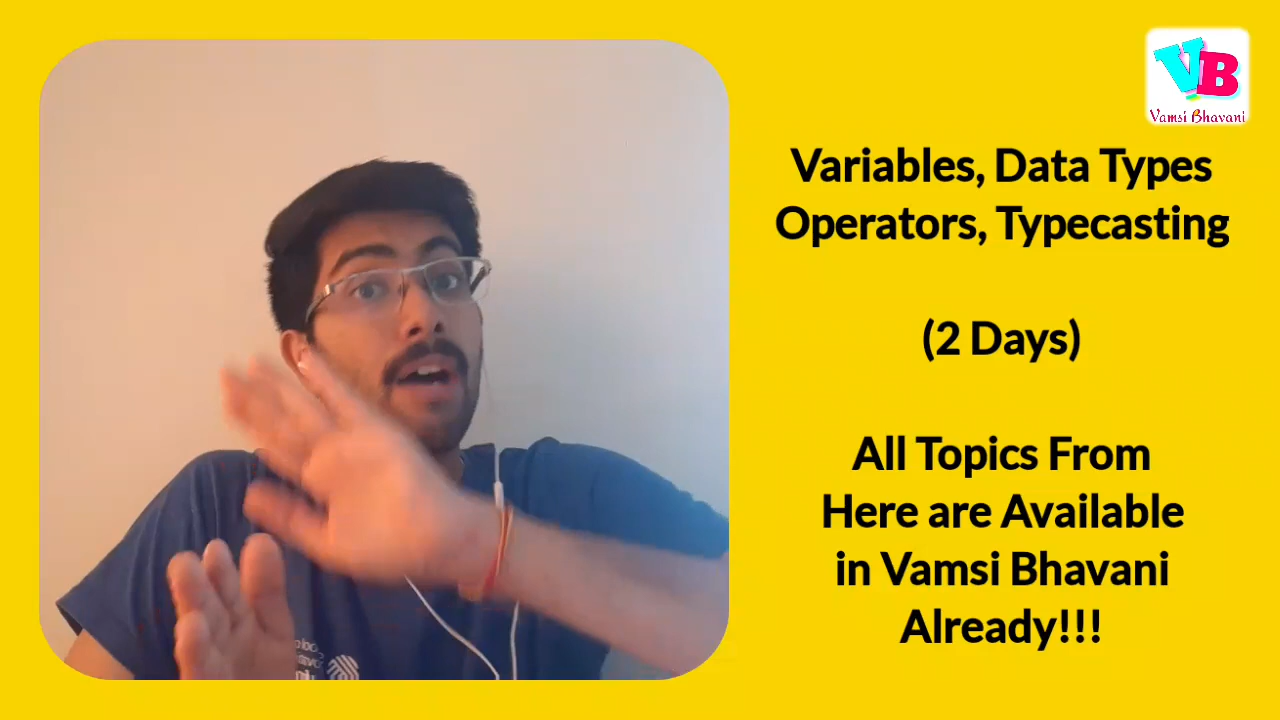 VB
Vamsi Bhavani
Variables, Data Types
Operators, Typecasting
(2 Days)
All Topics From
Here are Available
in Vamsi Bhavani
Already!!!